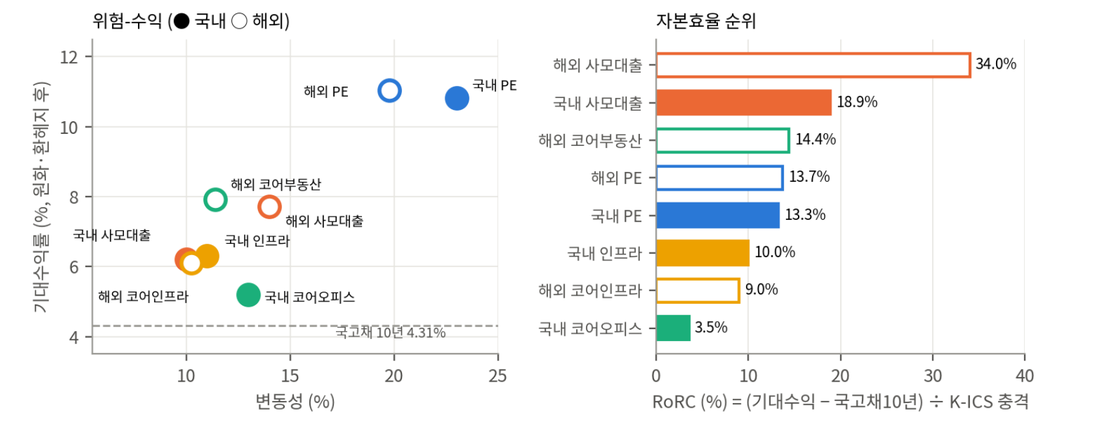 위험-수익 (● 국내 ○ 해외)
기대수익률 (%, 원화·환헤지 후)
12
10
8
6
4
해외 PE
국내 PE
해외 코어부동산
해외 사모대출
국내 사모대출
국내 인프라
해외 코어인프라
국내 코어오피스
국고채 10년 4.31%
10
15
20
25
변동성 (%)
자본효율 순위
해외 사모대출 34.0%
국내 사모대출 18.9%
해외 코어부동산 14.4%
해외 PE 13.7%
국내 PE 13.3%
국내 인프라 10.0%
해외 코어인프라 9.0%
국내 코어오피스 3.5%
0
10
20
30
40
RoRC (%) = (기대수익 − 국고채10년) ÷ K-ICS 충격